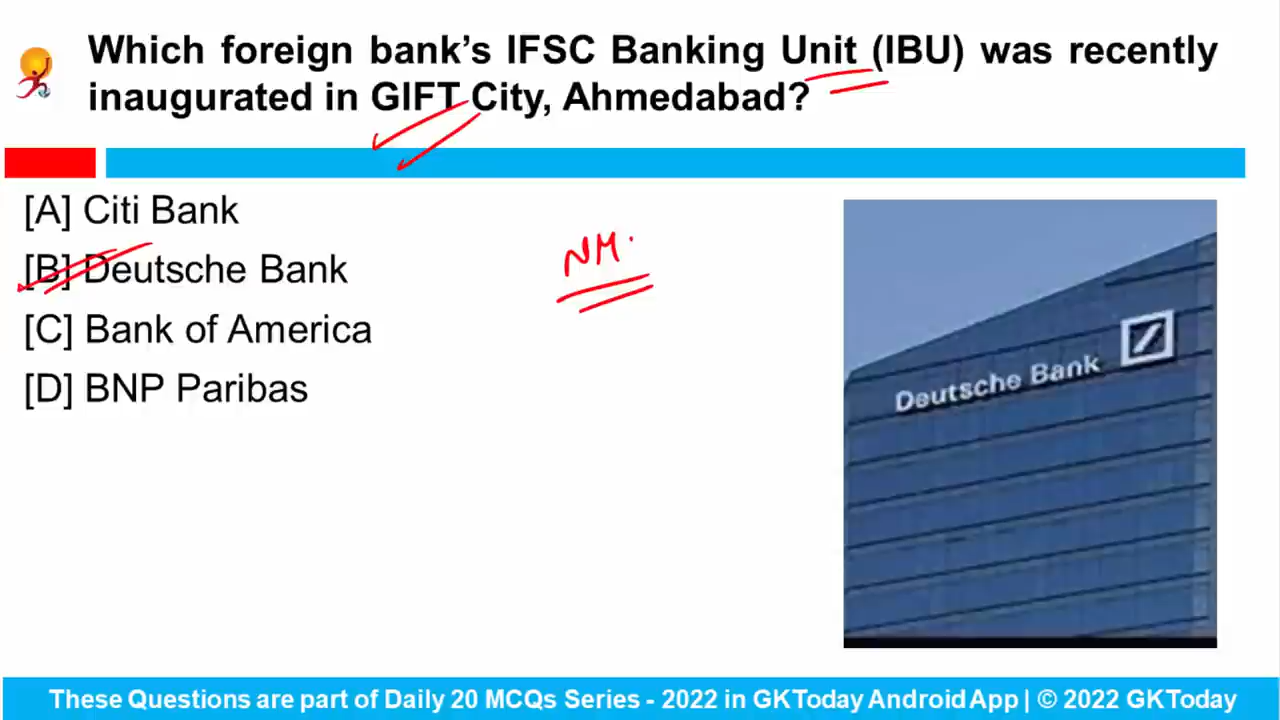 Which foreign bank’s IFSC Banking Unit (IBU) was recently
inaugurated in GIFT City, Ahmedabad?
[A] Citi Bank
[B] Deutsche Bank
[C] Bank of America
[D] BNP Paribas
NM.
Deutsche Bank
These Questions are part of Daily 20 MCQs Series - 2022 in GKToday Android App | © 2022 GKToday